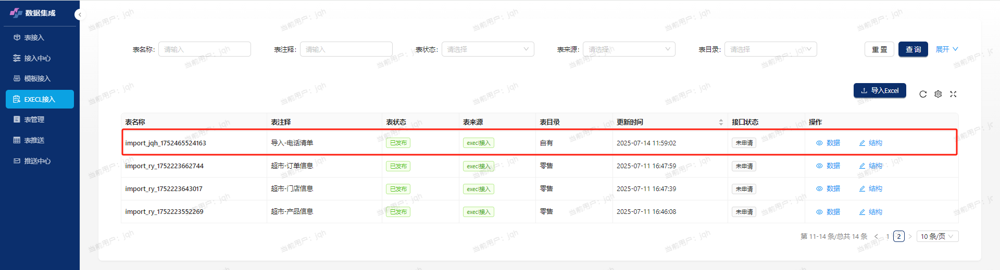 数据集成
表接入
接入中心
模板接入
EXECL接入
表管理
表推送
推送中心
表名称: 请输入 表注释: 请输入 表状态: 请选择 表来源: 请选择 表目录: 请选择 重 置 查 询 展开
导入Excel
表名称 表注释 表状态 表来源 表目录 更新时间 接口状态 操作
import_jqh_1752465524163 导入-电话清单 已发布 execl接入 自有 2025-07-14 11:59:02 未申请 数据 结构
import_ry_1752223662744 超市-订单信息 已发布 execl接入 零售 2025-07-11 16:47:59 未申请 数据 结构
import_ry_1752223643017 超市-门店信息 已发布 execl接入 零售 2025-07-11 16:47:39 未申请 数据 结构
import_ry_1752223552269 超市-产品信息 已发布 execl接入 零售 2025-07-11 16:46:08 未申请 数据 结构
第 11-14 条/总共 14 条 < 1 2 > 10 条/页
当前用户：jqh